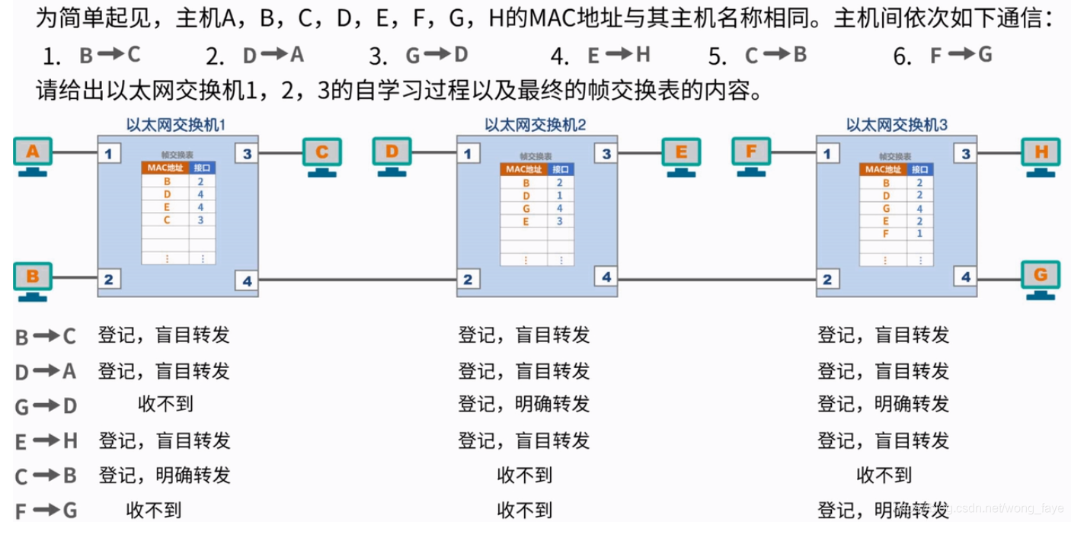 为简单起见，主机A，B，C，D，E，F，G，H的MAC地址与其主机名称相同。主机间依次如下通信：
1. B→C 2. D→A 3. G→D 4. E→H 5. C→B 6. F→G
请给出以太网交换机1，2，3的自学习过程以及最终的帧交换表的内容。
以太网交换机1 以太网交换机2 以太网交换机3
A 1 3 C D 1 3 E F 1 3 H
帧交换表 帧交换表 帧交换表
MAC地址 接口 MAC地址 接口 MAC地址 接口
B 2 B 2 B 2
D 4 D 1 D 2
E 4 G 4 G 4
C 3 E 3 E 2
F 1
⋮ ⋮ ⋮ ⋮ ⋮ ⋮
B 2 4 2 4 2 4 G
B→C 登记，盲目转发 登记，盲目转发 登记，盲目转发
D→A 登记，盲目转发 登记，盲目转发 登记，盲目转发
G→D 收不到 登记，明确转发 登记，明确转发
E→H 登记，盲目转发 登记，盲目转发 登记，盲目转发
C→B 登记，明确转发 收不到 收不到
F→G 收不到 收不到 登记，明确转发
csdn.net/wong_faye